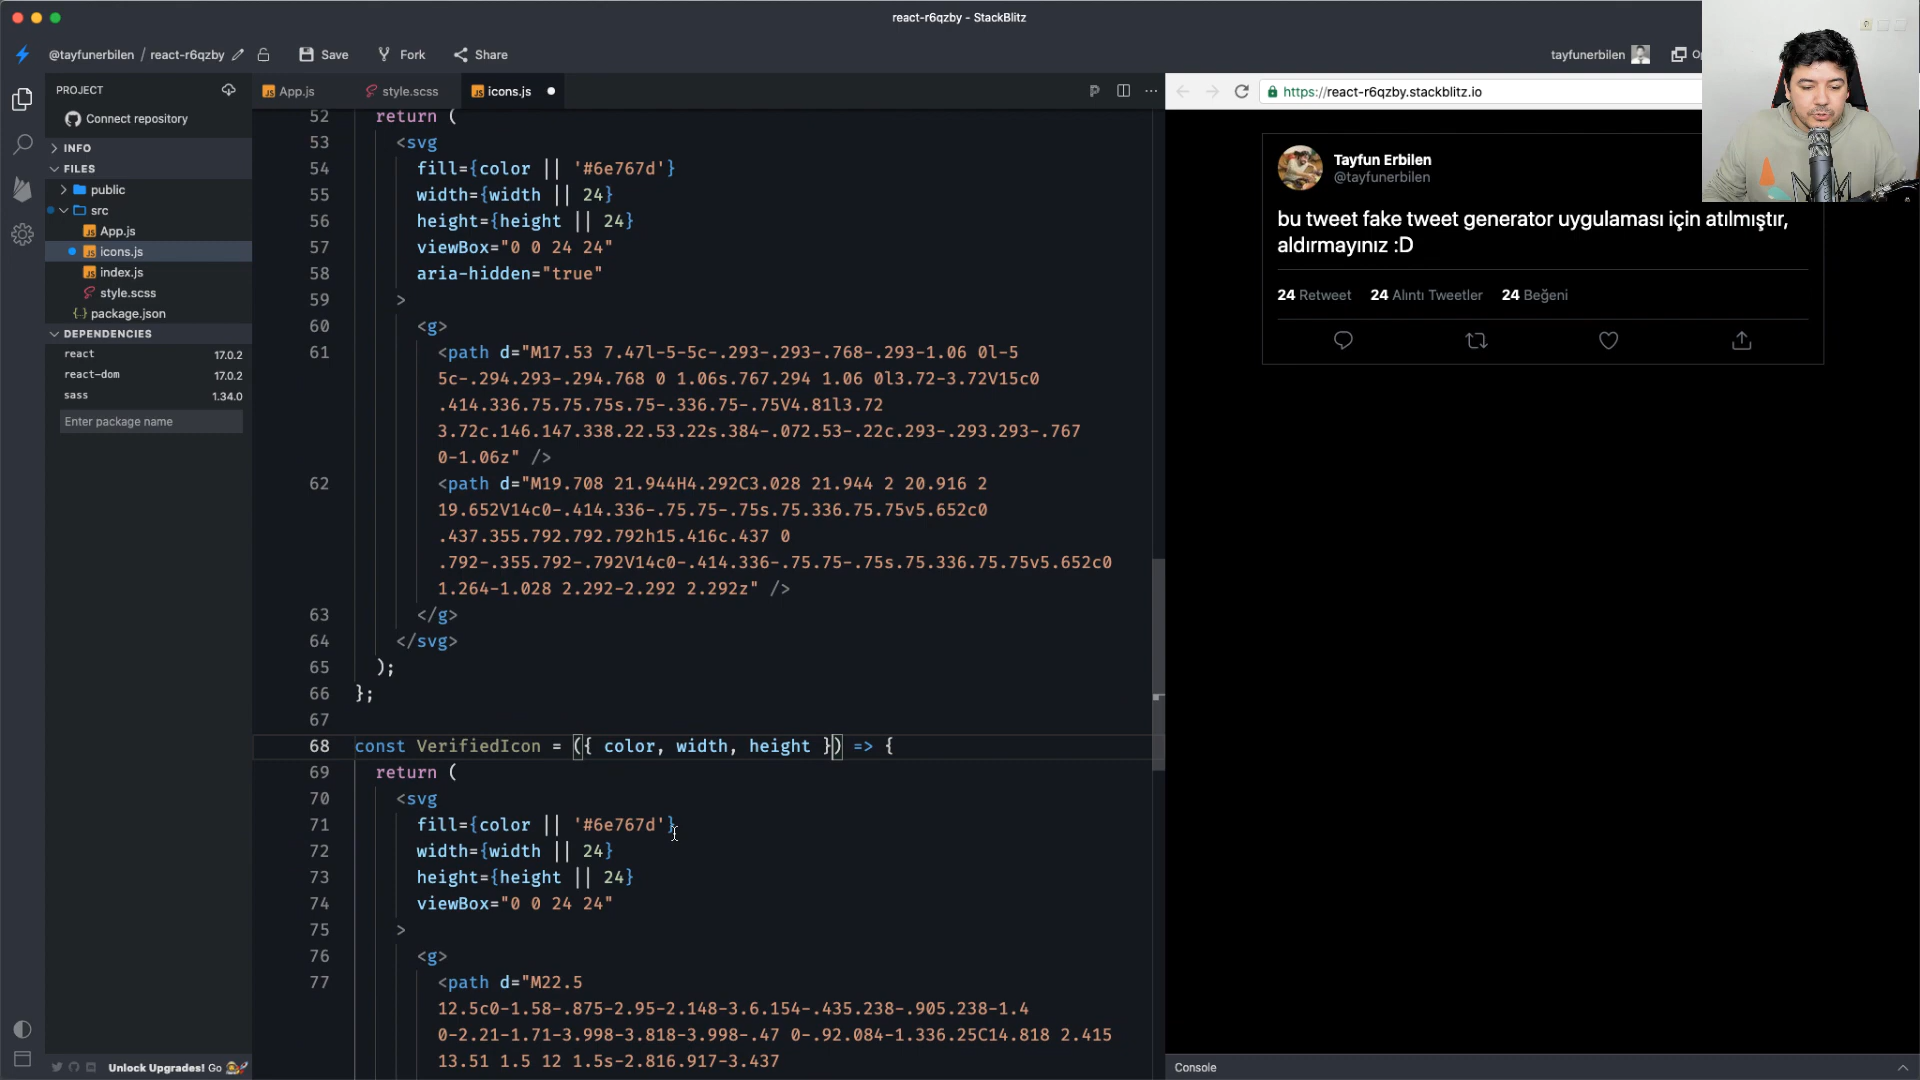 react-r6qzby - StackBlitz
@tayfunerbilen / react-r6qzby
Save
Fork
Share
tayfunerbilen
PROJECT
Connect repository
INFO
FILES
public
src
App.js
icons.js
index.js
style.scss
package.json
DEPENDENCIES
react 17.0.2
react-dom 17.0.2
sass 1.34.0
Enter package name
Unlock Upgrades! Go
App.js
style.scss
icons.js
52 return (
53 <svg
54 fill={color || '#6e767d'}
55 width={width || 24}
56 height={height || 24}
57 viewBox="0 0 24 24"
58 aria-hidden="true"
59 >
60 <g>
61 <path d="M17.53 7.47l-5-5c-.293-.293-.768-.293-1.06 0l-5
5c-.294.293-.294.768 0 1.06s.767.294 1.06 0l3.72-3.72V15c0
.414.336.75.75.75s.75-.336.75-.75V4.81l3.72
3.72c.146.147.338.22.53.22s.384-.072.53-.22c.293-.293.293-.767
0-1.06z" />
62 <path d="M19.708 21.944H4.292C3.028 21.944 2 20.916 2
19.652V14c0-.414.336-.75.75-.75s.75.336.75.75v5.652c0
.437.355.792.792.792h15.416c.437 0
.792-.355.792-.792V14c0-.414.336-.75.75-.75s.75.336.75.75v5.652c0
1.264-1.028 2.292-2.292 2.292z" />
63 </g>
64 </svg>
65 );
66 };
67
68 const VerifiedIcon = ({ color, width, height }) => {
69 return (
70 <svg
71 fill={color || '#6e767d'}
72 width={width || 24}
73 height={height || 24}
74 viewBox="0 0 24 24"
75 >
76 <g>
77 <path d="M22.5
12.5c0-1.58-.875-2.95-2.148-3.6.154-.435.238-.905.238-1.4
0-2.21-1.71-3.998-3.818-3.998-.47 0-.92.084-1.336.25C14.818 2.415
13.51 1.5 12 1.5s-2.816.917-3.437
https://react-r6qzby.stackblitz.io
Tayfun Erbilen
@tayfunerbilen
bu tweet fake tweet generator uygulaması için atılmıştır,
aldırmayınız :D
24 Retweet 24 Alıntı Tweetler 24 Beğeni
Console